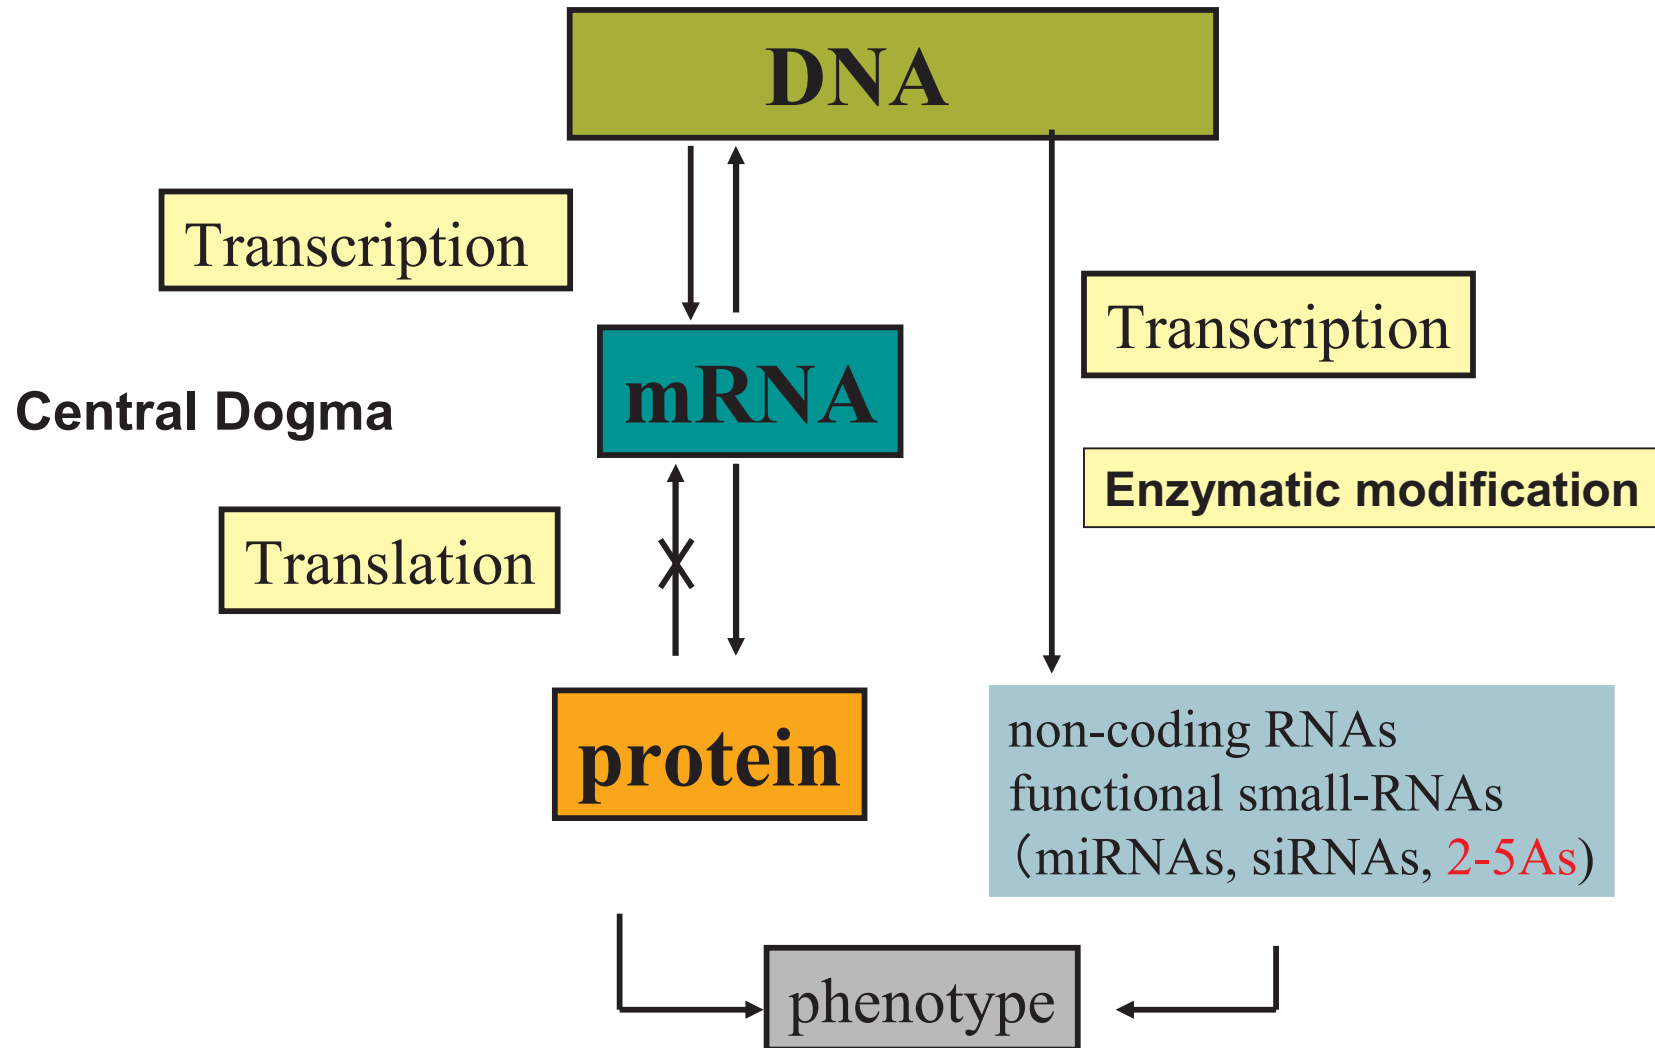 DNA
Transcription
Transcription
mRNA
Central Dogma
Enzymatic modification
Translation
protein
non-coding RNAs
functional small-RNAs
（miRNAs, siRNAs, 2-5As)
phenotype